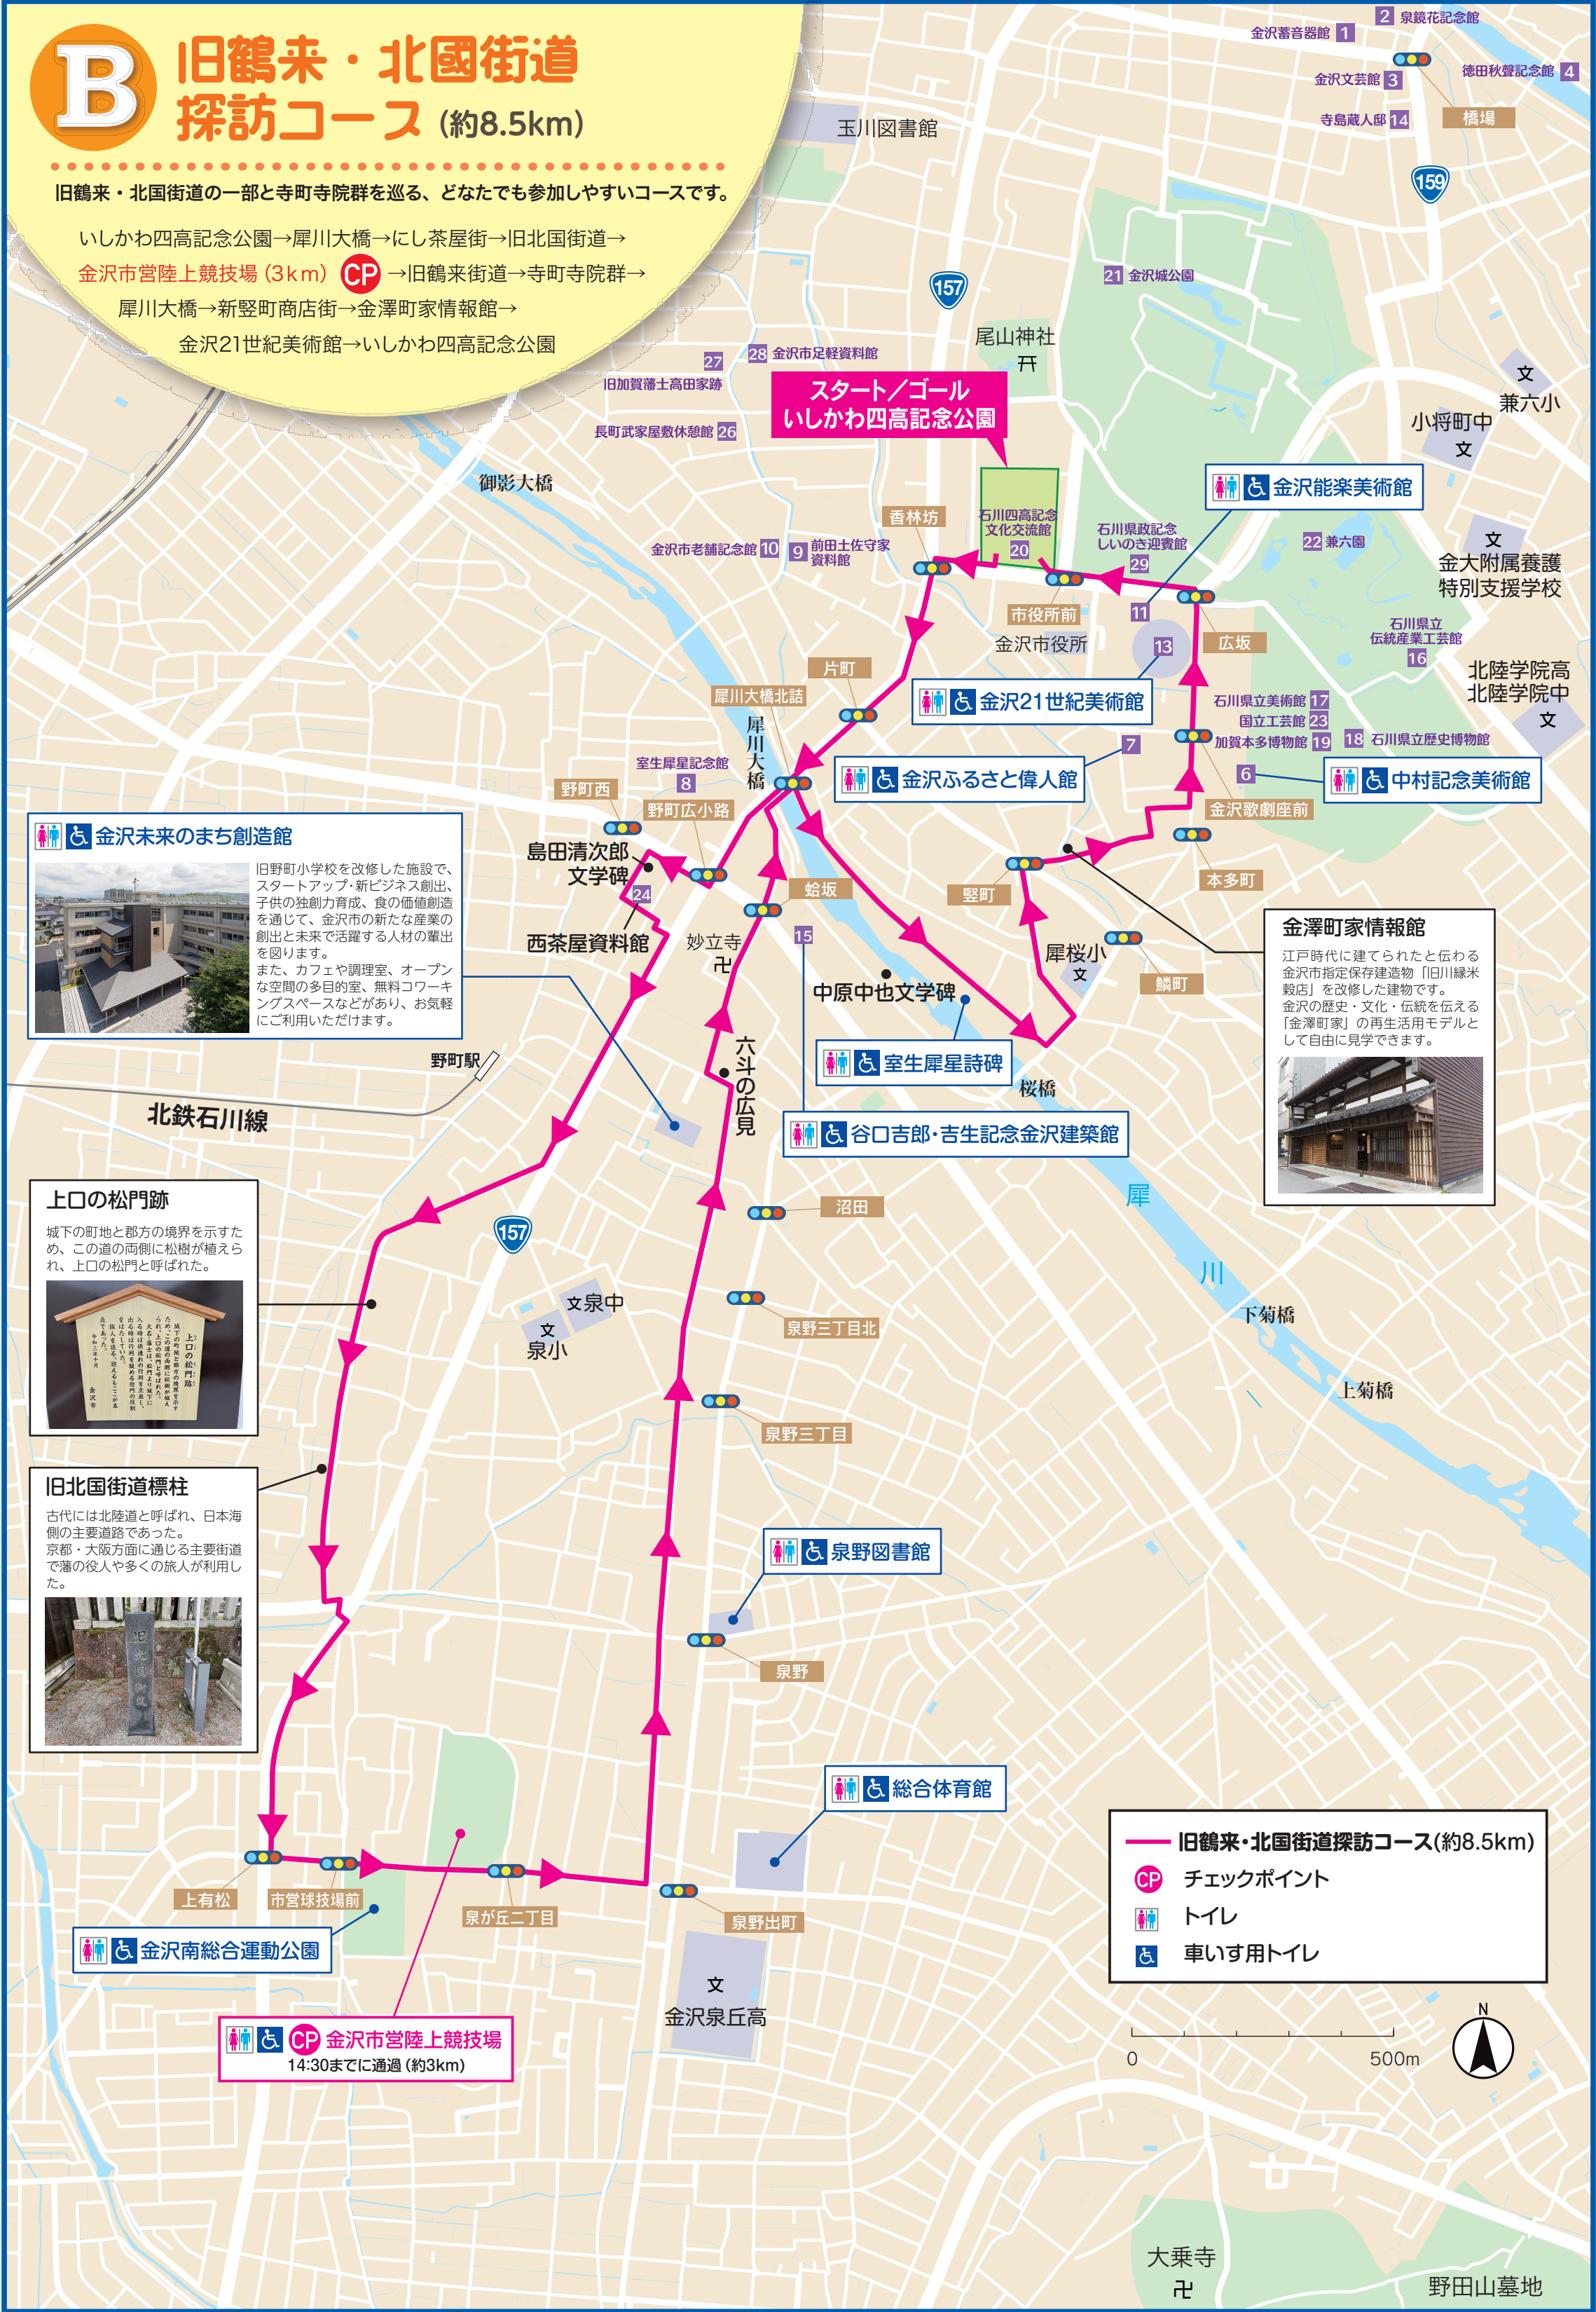 B
旧鶴来・北國街道
探訪コース (約8.5km)
旧鶴来・北国街道の一部と寺町寺院群を巡る、どなたでも参加しやすいコースです。
いしかわ四高記念公園→犀川大橋→にし茶屋街→旧北国街道→
金沢市営陸上競技場（3km）CP→旧鶴来街道→寺町寺院群→
犀川大橋→新竪町商店街→金澤町家情報館→
金沢21世紀美術館→いしかわ四高記念公園
2 泉鏡花記念館
金沢蓄音器館 1
徳田秋聲記念館 4
金沢文芸館 3
寺島蔵人邸 14
橋場
159
玉川図書館
157
21 金沢城公園
尾山神社
28 金沢市足軽資料館
27
旧加賀藩士高田家跡
長町武家屋敷休憩館 26
スタート／ゴール
いしかわ四高記念公園
文
兼六小
小将町中
文
御影大橋
金沢能楽美術館
香林坊
石川四高記念
文化交流館
20
石川県政記念
しいのき迎賓館
29
22 兼六園
文
金大附属養護
特別支援学校
金沢市老舗記念館 10
9 前田土佐守家
資料館
市役所前
金沢市役所
11
13
広坂
石川県立
伝統産業工芸館
16
北陸学院高
北陸学院中
文
片町
犀川大橋北詰
犀川大橋
金沢21世紀美術館
石川県立美術館 17
国立工芸館 23
加賀本多博物館 19
18 石川県立歴史博物館
7
金沢ふるさと偉人館
6
中村記念美術館
室生犀星記念館
8
野町西
野町広小路
金沢歌劇座前
本多町
島田清次郎
文学碑
24
西茶屋資料館
蛤坂
竪町
妙立寺
15
犀桜小
文
鱗町
中原中也文学碑
室生犀星詩碑
桜橋
六斗の広見
谷口吉郎・吉生記念金沢建築館
金沢未来のまち創造館
旧野町小学校を改修した施設で、
スタートアップ・新ビジネス創出、
子供の独創力育成、食の価値創造
を通じて、金沢市の新たな産業の
創出と未来で活躍する人材の輩出
を図ります。
また、カフェや調理室、オープン
な空間の多目的室、無料コワーキ
ングスペースなどがあり、お気軽
にご利用いただけます。
金澤町家情報館
江戸時代に建てられたと伝わる
金沢市指定保存建造物「旧川縁米
穀店」を改修した建物です。
金沢の歴史・文化・伝統を伝える
「金澤町家」の再生活用モデルと
して自由に見学できます。
野町駅
北鉄石川線
上口の松門跡
城下の町地と郡方の境界を示すた
め、この道の両側に松樹が植えら
れ、上口の松門と呼ばれた。
上口の松門跡
金沢市
157
沼田
犀川
文 泉中
文
泉小
泉野三丁目北
下菊橋
上菊橋
泉野三丁目
旧北国街道標柱
古代には北陸道と呼ばれ、日本海
側の主要道路であった。
京都・大阪方面に通じる主要街道
で藩の役人や多くの旅人が利用し
た。
旧北国街道
泉野図書館
泉野
総合体育館
上有松
市営球技場前
泉が丘二丁目
泉野出町
金沢南総合運動公園
文
金沢泉丘高
CP 金沢市営陸上競技場
14:30までに通過（約3km）
旧鶴来・北国街道探訪コース(約8.5km)
CP チェックポイント
トイレ
車いす用トイレ
0 500m
N
大乗寺
野田山墓地